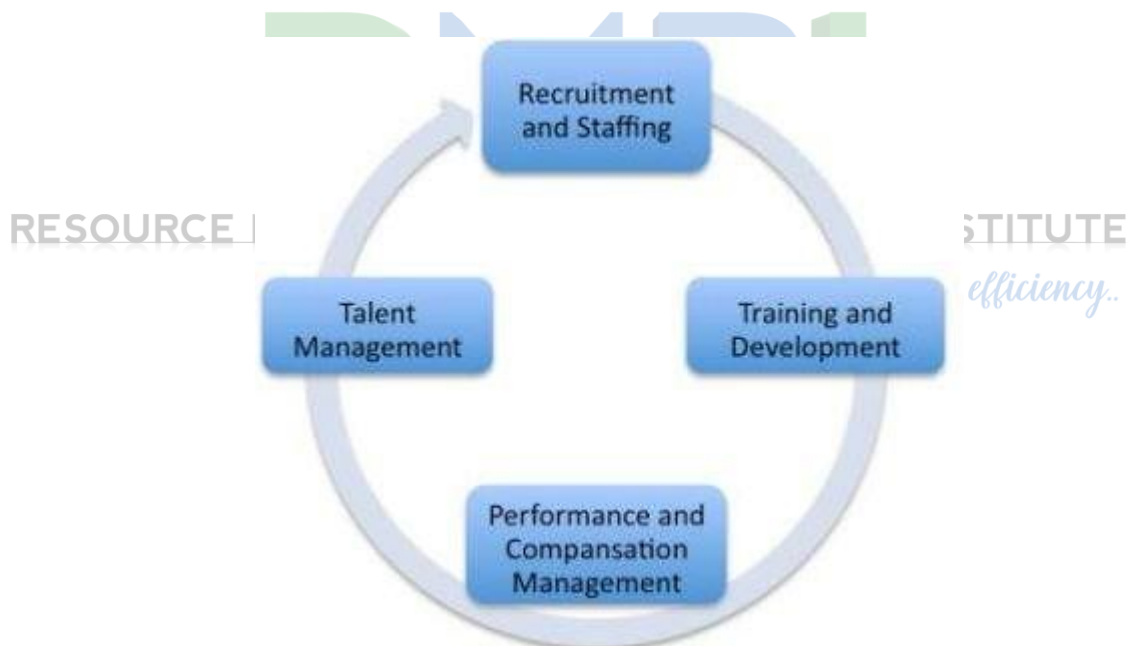 Recruitment
and Staffing
RESOURCE
STITUTE
efficiency..
Talent
Management
Training and
Development
Performance and
Compansation
Management